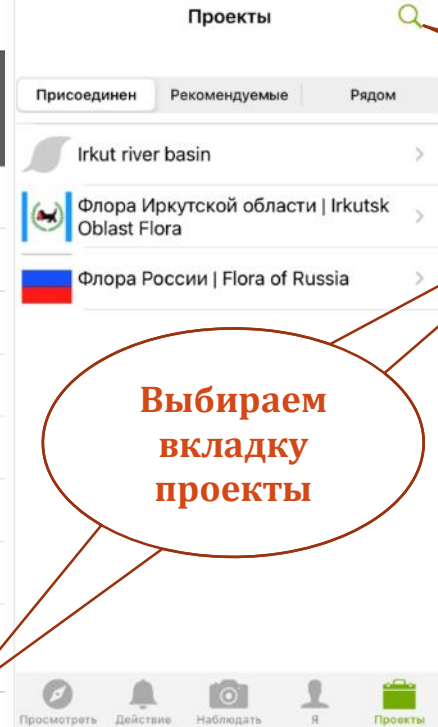 Проекты
Присоединен Рекомендуемые Рядом
Irkut river basin
Флора Иркутской области | Irkutsk
Oblast Flora
Флора России | Flora of Russia
Выбираем
вкладку
проекты
Просмотреть Действие Наблюдать Я Проекты